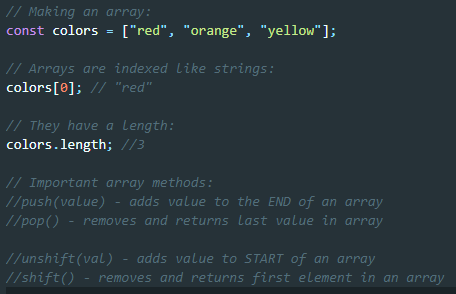 // Making an array:
const colors = ["red", "orange", "yellow"];
// Arrays are indexed like strings:
colors[0]; // "red"
// They have a length:
colors.length; //3
// Important array methods:
//push(value) - adds value to the END of an array
//pop() - removes and returns last value in array
//unshift(val) - adds value to START of an array
//shift() - removes and returns first element in an array